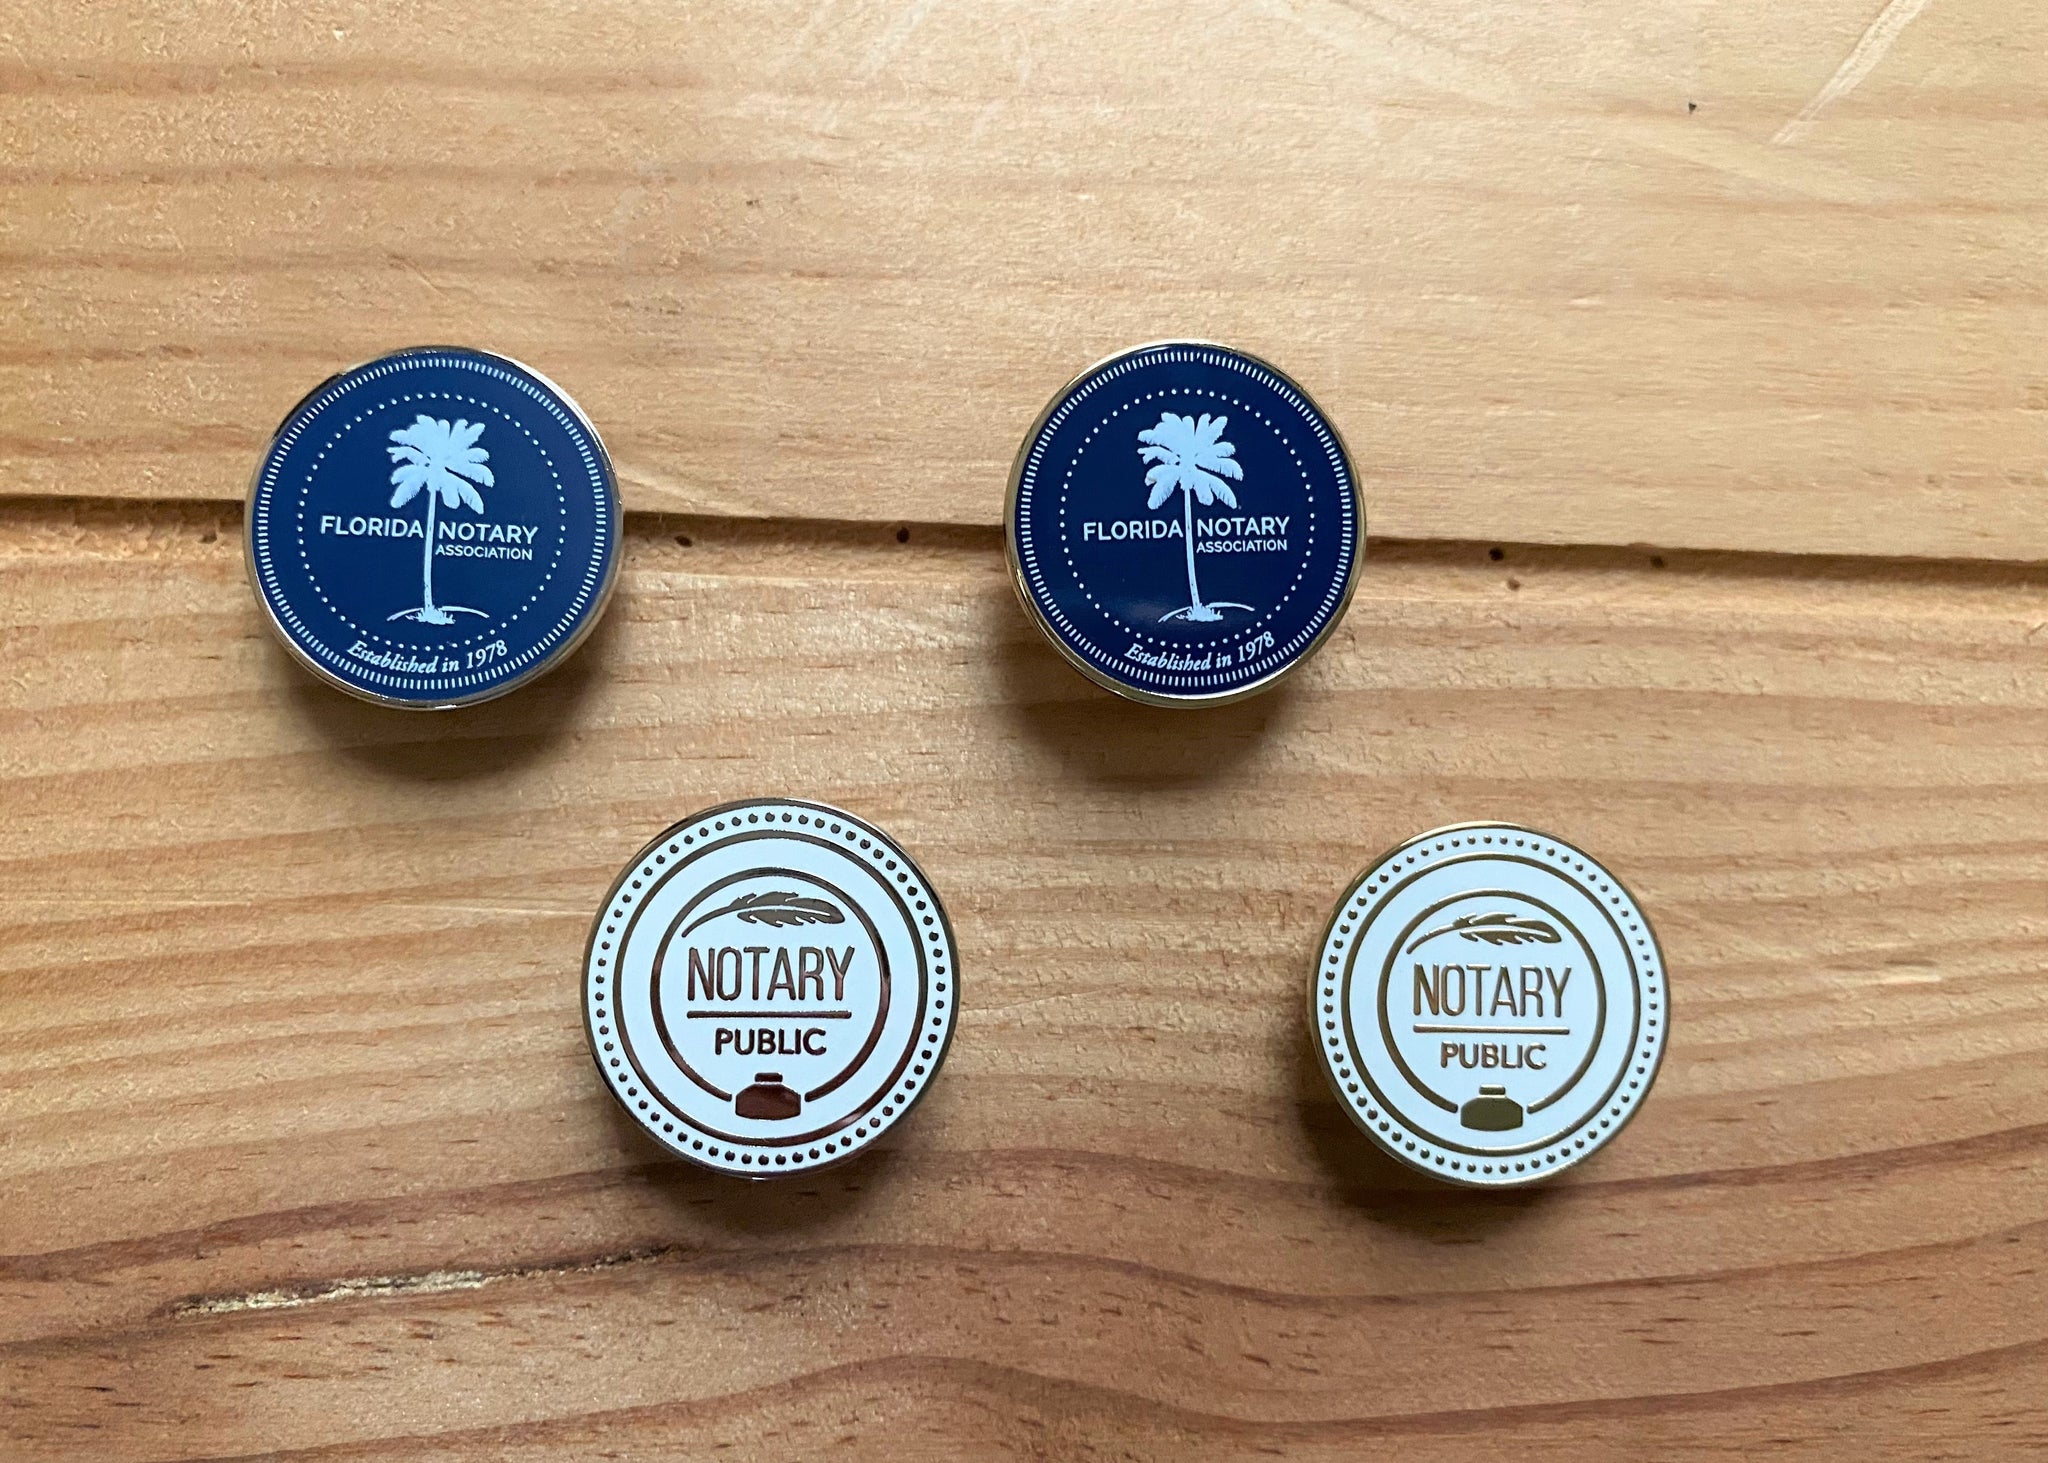 FLORIDA NOTARY
ASSOCIATION
Established in 1978
FLORIDA NOTARY
ASSOCIATION
Established in 1978
NOTARY
PUBLIC
NOTARY
PUBLIC